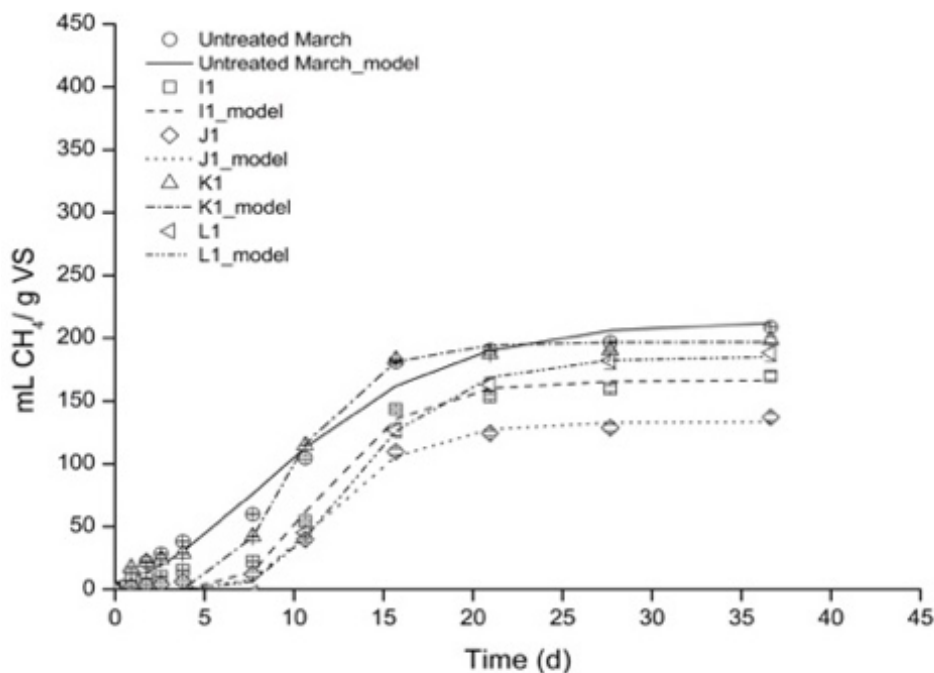 450
400
350
300
250
200
150
100
50
0
mL CH₄/ g VS
Untreated March
Untreated March_model
I1
I1_model
J1
J1_model
K1
K1_model
L1
L1_model
0 5 10 15 20 25 30 35 40 45
Time (d)